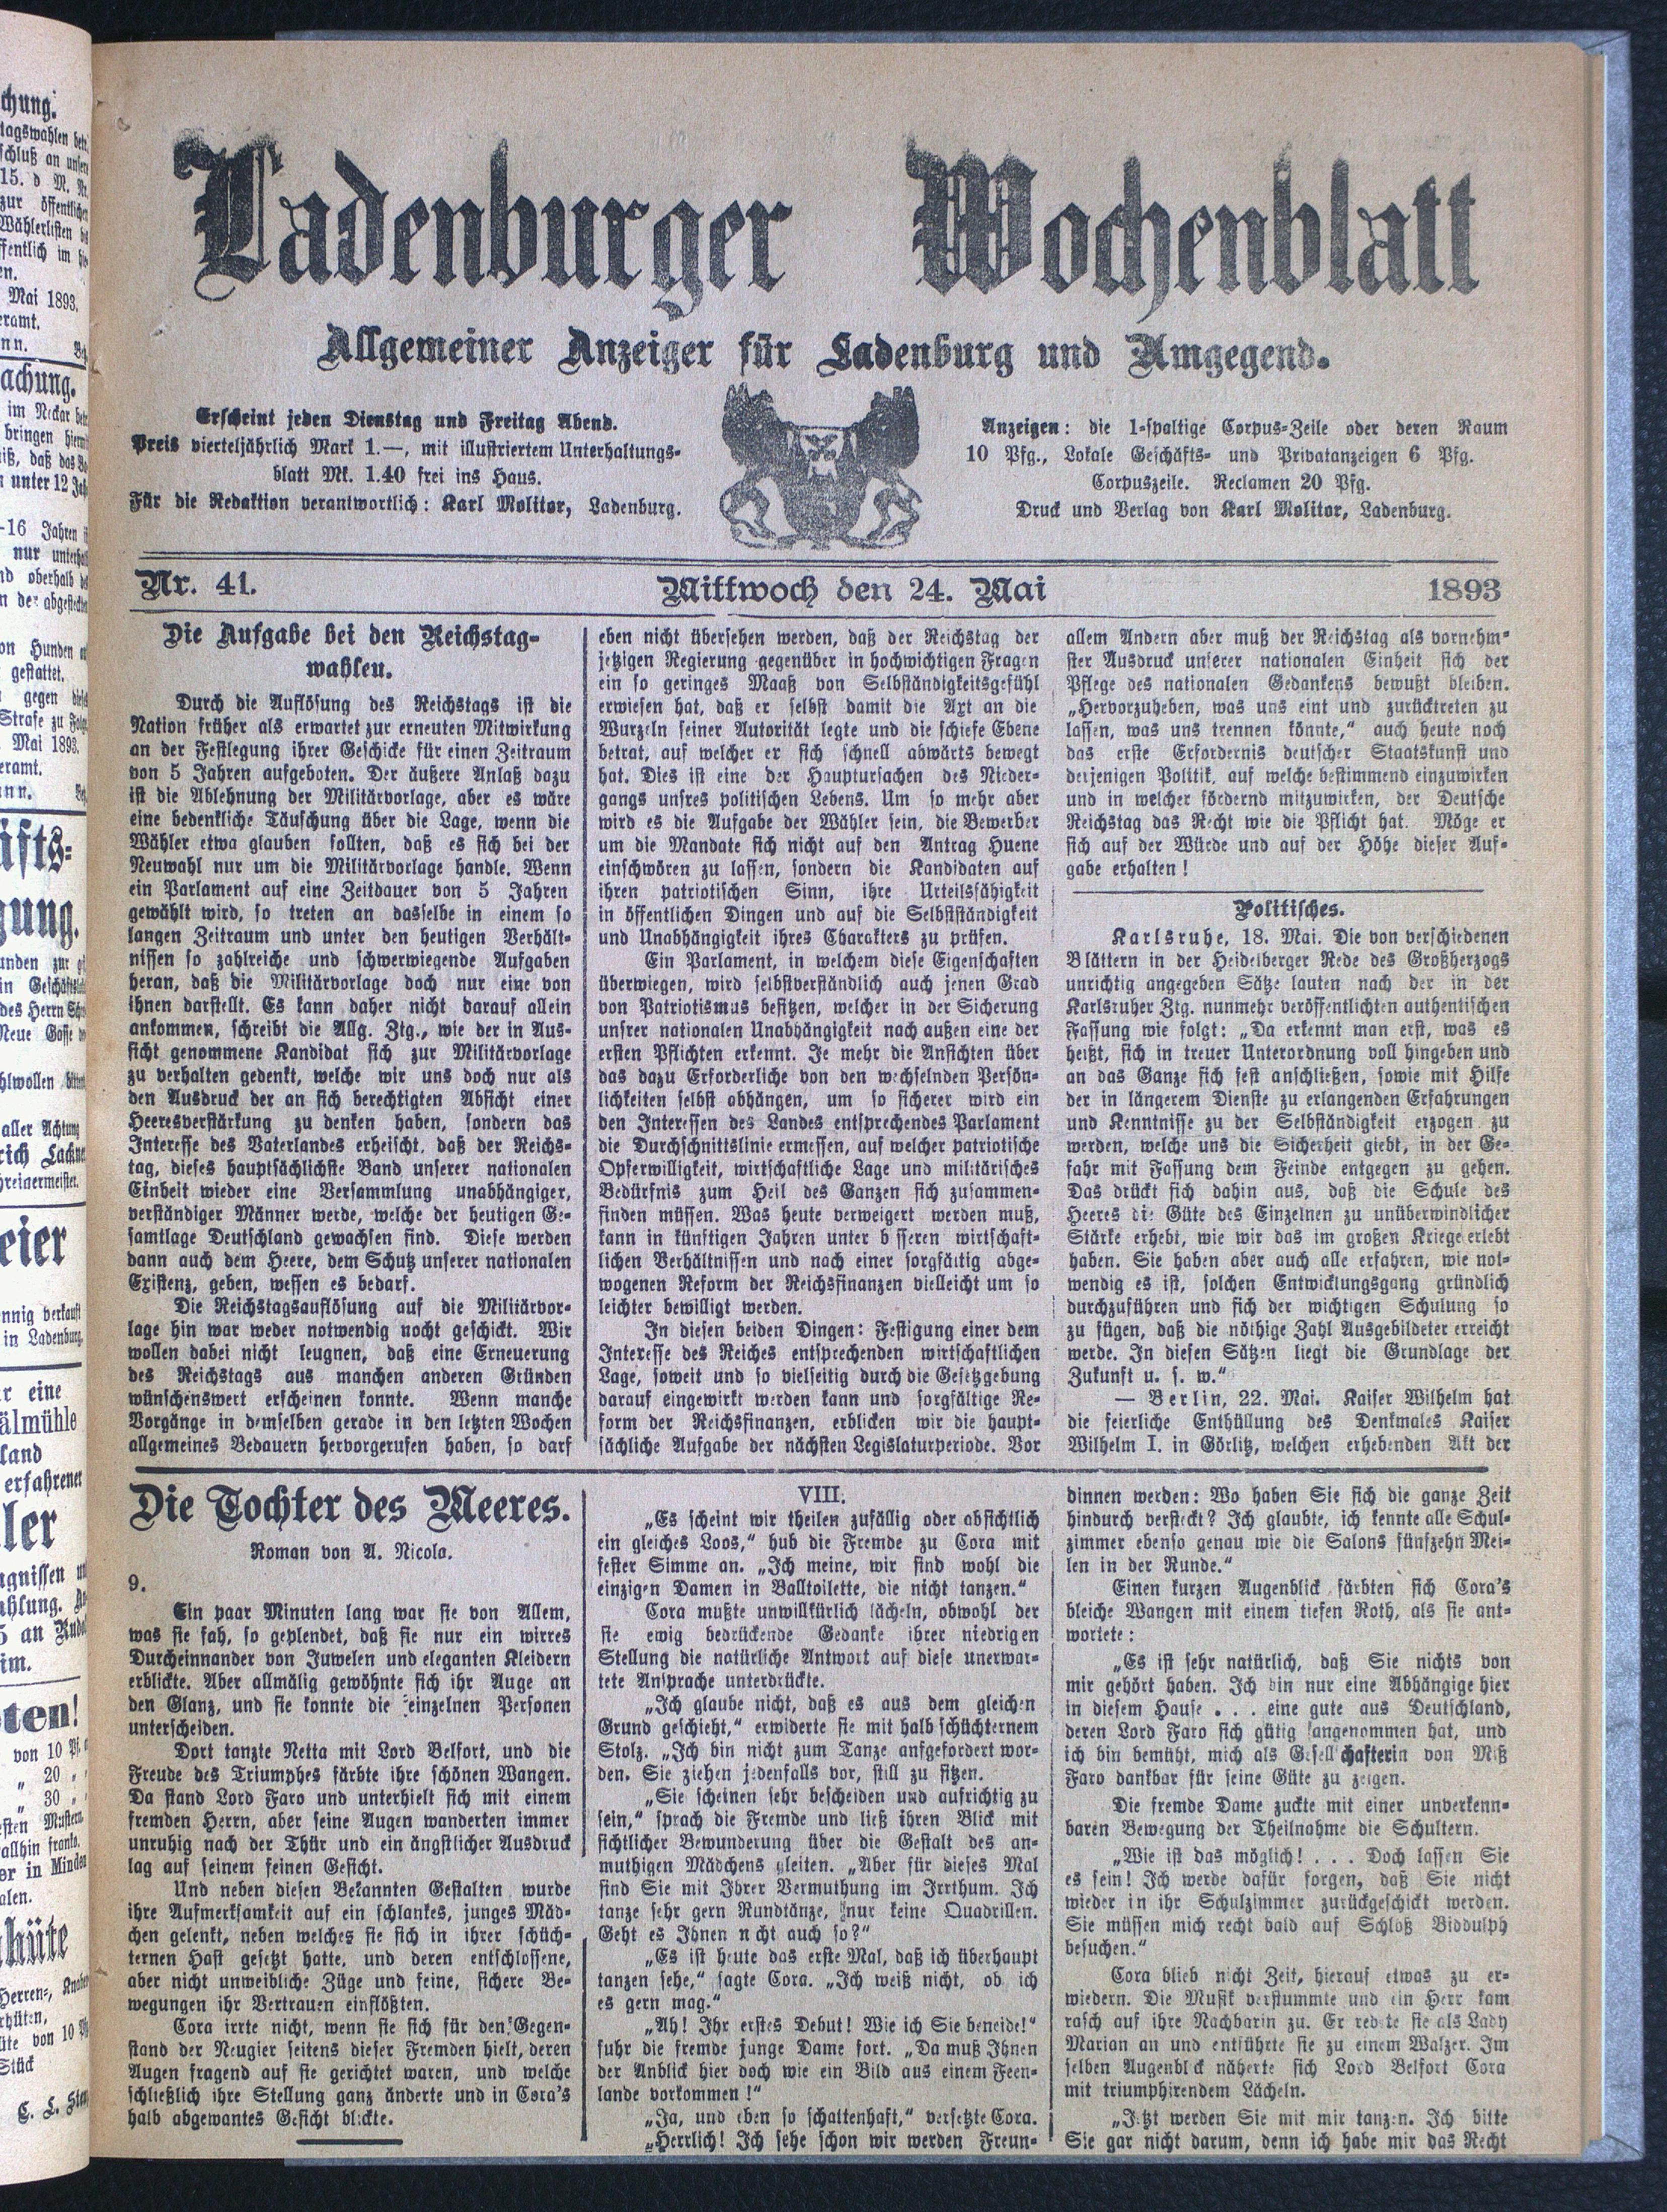 Ladenburger Wochenblatt
Allgemeiner Anzeiger für Ladenburg und Umgegend.
Erscheint jeden Dienstag und Freitag Abend.
Preis vierteljährlich Mark 1.—, mit illustriertem Unterhaltungs-
blatt Mk. 1.40 frei ins Haus.
Für die Redaktion verantwortlich: Karl Molitor, Ladenburg.
Anzeigen: die 1-spaltige Corpus-Zeile oder deren Raum
10 Pfg., Lokale Geschäfts- und Privatanzeigen 6 Pfg.
Corpuszeile. Reclamen 20 Pfg.
Druck und Verlag von Karl Molitor, Ladenburg.
Nr. 41. Mittwoch den 24. Mai 1893
Die Aufgabe bei den Reichstag-
wahlen.
Durch die Auflösung des Reichstags ist die
Nation früher als erwartet zur erneuten Mitwirkung
an der Festlegung ihrer Geschicke für einen Zeitraum
von 5 Jahren aufgeboten. Der äußere Anlaß dazu
ist die Ablehnung der Militärvorlage, aber es wäre
eine bedenkliche Täuschung über die Lage, wenn die
Wähler etwa glauben sollten, daß es sich bei der
Neuwahl nur um die Militärvorlage handle. Wenn
ein Parlament auf eine Zeitdauer von 5 Jahren
gewählt wird, so treten an dasselbe in einem so
langen Zeitraum und unter den heutigen Verhält-
nissen so zahlreiche und schwerwiegende Aufgaben
heran, daß die Militärvorlage doch nur eine von
ihnen darstellt. Es kann daher nicht darauf allein
ankommen, schreibt die Allg. Ztg., wie der in Aus-
sicht genommene Kandidat sich zur Militärvorlage
zu verhalten gedenkt, welche wir uns doch nur als
den Ausdruck der an sich berechtigten Absicht einer
Heeresverstärkung zu denken haben, sondern das
Interesse des Vaterlandes erheischt, daß der Reichs-
tag, dieses hauptsächlichste Band unserer nationalen
Einheit wieder eine Versammlung unabhängiger,
verständiger Männer werde, welche der heutigen Ge-
samtlage Deutschland gewachsen sind. Diese werden
dann auch dem Heere, dem Schutz unserer nationalen
Existenz, geben, wessen es bedarf.
Die Reichstagsauflösung auf die Militärvor-
lage hin war weder notwendig nocht geschickt. Wir
wollen dabei nicht leugnen, daß eine Erneuerung
des Reichstags aus manchen anderen Gründen
wünschenswert erscheinen konnte. Wenn manche
Vorgänge in demselben gerade in den letzten Wochen
allgemeines Bedauern hervorgerufen haben, so darf
eben nicht übersehen werden, daß der Reichstag der
jetzigen Regierung gegenüber in hochwichtigen Fragen
ein so geringes Maaß von Selbständigkeitsgefühl
erwiesen hat, daß er selbst damit die Axt an die
Wurzeln seiner Autorität legte und die schiefe Ebene
betrat, auf welcher er sich schnell abwärts bewegt
hat. Dies ist eine der Hauptursachen des Nieder-
gangs unsres politischen Lebens. Um so mehr aber
wird es die Aufgabe der Wähler sein, die Bewerber
um die Mandate sich nicht auf den Antrag Huene
einschwören zu lassen, sondern die Kandidaten auf
ihren patriotischen Sinn, ihre Urteilsfähigkeit
in öffentlichen Dingen und auf die Selbstständigkeit
und Unabhängigkeit ihres Charakters zu prüfen.
Ein Parlament, in welchem diese Eigenschaften
überwiegen, wird selbstverständlich auch jenen Grad
von Patriotismus besitzen, welcher in der Sicherung
unsrer nationalen Unabhängigkeit nach außen eine der
ersten Pflichten erkennt. Je mehr die Ansichten über
das dazu Erforderliche von den wechselnden Persön-
lichkeiten selbst abhängen, um so sicherer wird ein
den Interessen des Landes entsprechendes Parlament
die Durchschnittslinie ermessen, auf welcher patriotische
Opferwilligkeit, wirtschaftliche Lage und militärisches
Bedürfnis zum Heil des Ganzen sich zusammen-
finden müssen. Was heute verweigert werden muß,
kann in künftigen Jahren unter b sseren wirtschaft-
lichen Verhältnissen und nach einer sorgfältig abge-
wogenen Reform der Reichsfinanzen vielleicht um so
leichter bewilligt werden.
In diesen beiden Dingen: Festigung einer dem
Interesse des Reiches entsprechenden wirtschaftlichen
Lage, soweit und so vielseitig durch die Gesetzgebung
darauf eingewirkt werden kann und sorgfältige Re-
form der Reichsfinanzen, erblicken wir die haupt-
sächliche Aufgabe der nächsten Legislaturperiode. Vor
allem Andern aber muß der Reichstag als vornehm-
ster Ausdruck unserer nationalen Einheit sich der
Pflege des nationalen Gedankens bewußt bleiben.
„Hervorzuheben, was uns eint und zurücktreten zu
lassen, was uns trennen könnte,“ auch heute noch
das erste Erfordernis deutscher Staatskunst und
derjenigen Politik, auf welche bestimmend einzuwirken
und in welcher fördernd mitzuwirken, der Deutsche
Reichstag das Recht wie die Pflicht hat. Möge er
sich auf der Würde und auf der Höhe dieser Auf-
gabe erhalten!
Politisches.
Karlsruhe, 18. Mai. Die von verschiedenen
Blättern in der Heidelberger Rede des Großherzogs
unrichtig angegeben Sätze lauten nach der in der
Karlsruher Ztg. nunmehr veröffentlichten authentischen
Fassung wie folgt: „Da erkennt man erst, was es
heißt, sich in treuer Unterordnung voll hingeben und
an das Ganze sich fest anschließen, sowie mit Hilfe
der in längerem Dienste zu erlangenden Erfahrungen
und Kenntnisse zu der Selbständigkeit erzogen zu
werden, welche uns die Sicherheit giebt, in der Ge-
fahr mit Fassung dem Feinde entgegen zu gehen.
Das drückt sich dahin aus, daß die Schule des
Heeres die Güte des Einzelnen zu unüberwindlicher
Stärke erhebt, wie wir das im großen Kriege erlebt
haben. Sie haben aber auch alle erfahren, wie not-
wendig es ist, solchen Entwicklungsgang gründlich
durchzuführen und sich der wichtigen Schulung so
zu fügen, daß die nöthige Zahl Ausgebildeter erreicht
werde. In diesen Sätzen liegt die Grundlage der
Zukunft u. s. w.“
— Berlin, 22. Mai. Kaiser Wilhelm hat
die feierliche Enthüllung des Denkmales Kaiser
Wilhelm I. in Görlitz, welchen erhebenden Akt der
Die Tochter des Meeres.
Roman von A. Nicola.
9.
Ein paar Minuten lang war sie von Allem,
was sie sah, so geplendet, daß sie nur ein wirres
Durcheinnander von Juwelen und eleganten Kleidern
erblickte. Aber allmälig gewöhnte sich ihr Auge an
den Glanz, und sie konnte die einzelnen Personen
unterscheiden.
Dort tanzte Netta mit Lord Belfort, und die
Freude des Triumphes färbte ihre schönen Wangen.
Da stand Lord Faro und unterhielt sich mit einem
fremden Herrn, aber seine Augen wanderten immer
unruhig nach der Thür und ein ängstlicher Ausdruck
lag auf seinem feinen Gesicht.
Und neben diesen Bekannten Gestalten wurde
ihre Aufmerksamkeit auf ein schlankes, junges Mäd-
chen gelenkt, neben welches sie sich in ihrer schüch-
ternen Hast gesetzt hatte, und deren entschlossene,
aber nicht unweibliche Züge und feine, sichere Be-
wegungen ihr Vertrauen einflößten.
Cora irrte nicht, wenn sie sich für den Gegen-
stand der Neugier seitens dieser Fremden hielt, deren
Augen fragend auf sie gerichtet waren, und welche
schließlich ihre Stellung ganz änderte und in Cora's
halb abgewantes Gesicht blickte.
VIII.
„Es scheint wir theilen zufällig oder absichtlich
ein gleiches Loos,“ hub die Fremde zu Cora mit
fester Simme an. „Ich meine, wir sind wohl die
einzigen Damen in Balltoilette, die nicht tanzen.“
Cora mußte unwillkürlich lächeln, obwohl der
sie ewig bedrückende Gedanke ihrer niedrigen
Stellung die natürliche Antwort auf diese unerwar-
tete Ansprache unterdrückte.
„Ich glaube nicht, daß es aus dem gleichen
Grund geschieht,“ erwiderte sie mit halb schüchternem
Stolz. „Ich bin nicht zum Tanze anfgefordert wor-
den. Sie ziehen jedenfalls vor, still zu sitzen.
„Sie scheinen sehr bescheiden und aufrichtig zu
sein,“ sprach die Fremde und ließ ihren Blick mit
sichtlicher Bewunderung über die Gestalt des an-
muthigen Mädchens gleiten. „Aber für dieses Mal
sind Sie mit Ihrer Vermuthung im Irrthum. Ich
tanze sehr gern Rundtänze, nur keine Quadrillen.
Geht es Ihnen n cht auch so?“
„Es ist heute das erste Mal, daß ich überhaupt
tanzen sehe,“ sagte Cora. „Ich weiß nicht, ob ich
es gern mag.“
„Ah! Ihr erstes Debut! Wie ich Sie beneide!“
fuhr die fremde junge Dame fort. „Da muß Ihnen
der Anblick hier doch wie ein Bild aus einem Feen-
lande vorkommen!“
„Ja, und eben so schattenhaft,“ versetzte Cora.
„Herrlich! Ich sehe schon wir werden Freun-
dinnen werden: Wo haben Sie sich die ganze Zeit
hindurch versteckt? Ich glaubte, ich kennte alle Schul-
zimmer ebenso genau wie die Salons fünfzehn Mei-
len in der Runde.“
Einen kurzen Augenblick färbten sich Cora's
bleiche Wangen mit einem tiefen Roth, als sie ant-
wortete:
„Es ist sehr natürlich, daß Sie nichts von
mir gehört haben. Ich bin nur eine Abhängige hier
in diesem Hause . . . eine gute aus Deutschland,
deren Lord Faro sich gütig angenommen hat, und
ich bin bemüht, mich als Gesell chafterin von Miß
Faro dankbar für seine Güte zu zeigen.
Die fremde Dame zuckte mit einer unverkenn-
baren Bewegung der Theilnahme die Schultern.
„Wie ist das möglich! . . . Doch lassen Sie
es sein! Ich werde dafür sorgen, daß Sie nicht
wieder in ihr Schulzimmer zurückgeschickt werden.
Sie müssen mich recht bald auf Schloß Biddulph
besuchen.“
Cora blieb nicht Zeit, hierauf etwas zu er-
wiedern. Die Musik verstummte und ein Herr kam
rasch auf ihre Nachbarin zu. Er redete sie als Lady
Marian an und entführte sie zu einem Walzer. Im
selben Augenblick näherte sich Lord Belfort Cora
mit triumphirendem Lächeln.
„Jetzt werden Sie mit mir tanzen. Ich bitte
Sie gar nicht darum, denn ich habe mir das Recht